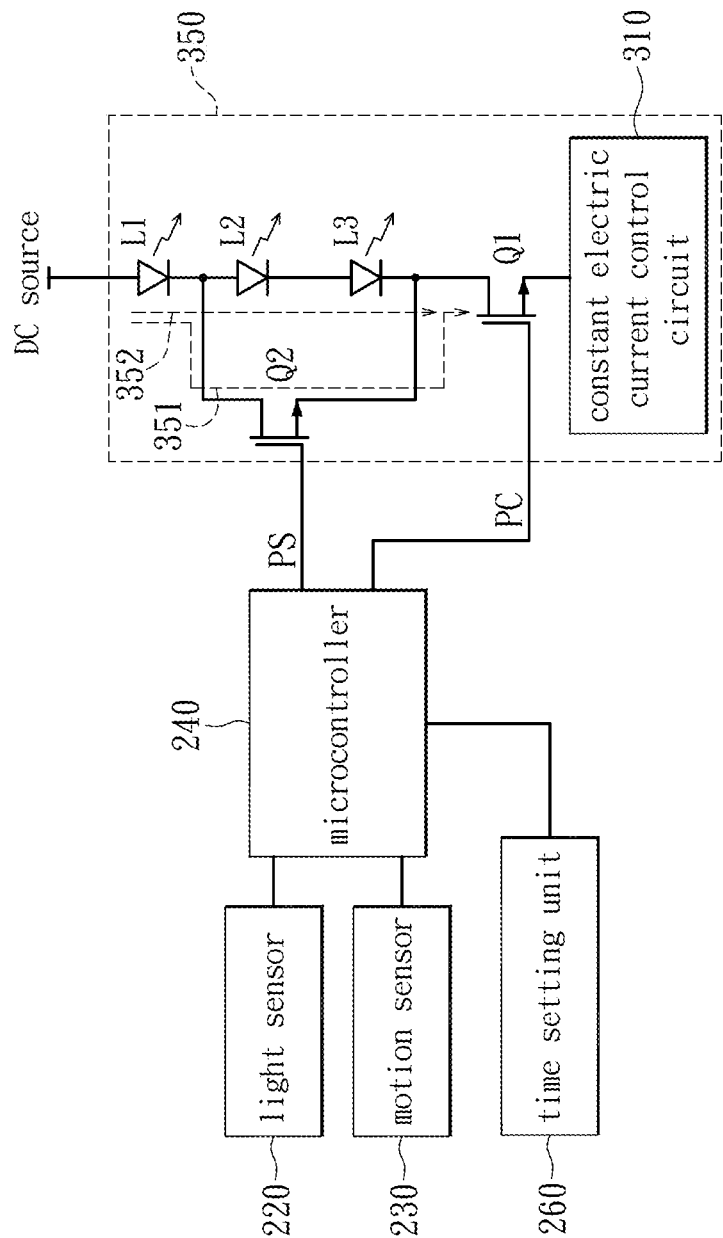 DC source
350
L1
L2
L3
352
351
Q2
Q1
constant electric
current control
circuit
310
PS
PC
240
microcontroller
light sensor
220
motion sensor
230
time setting unit
260